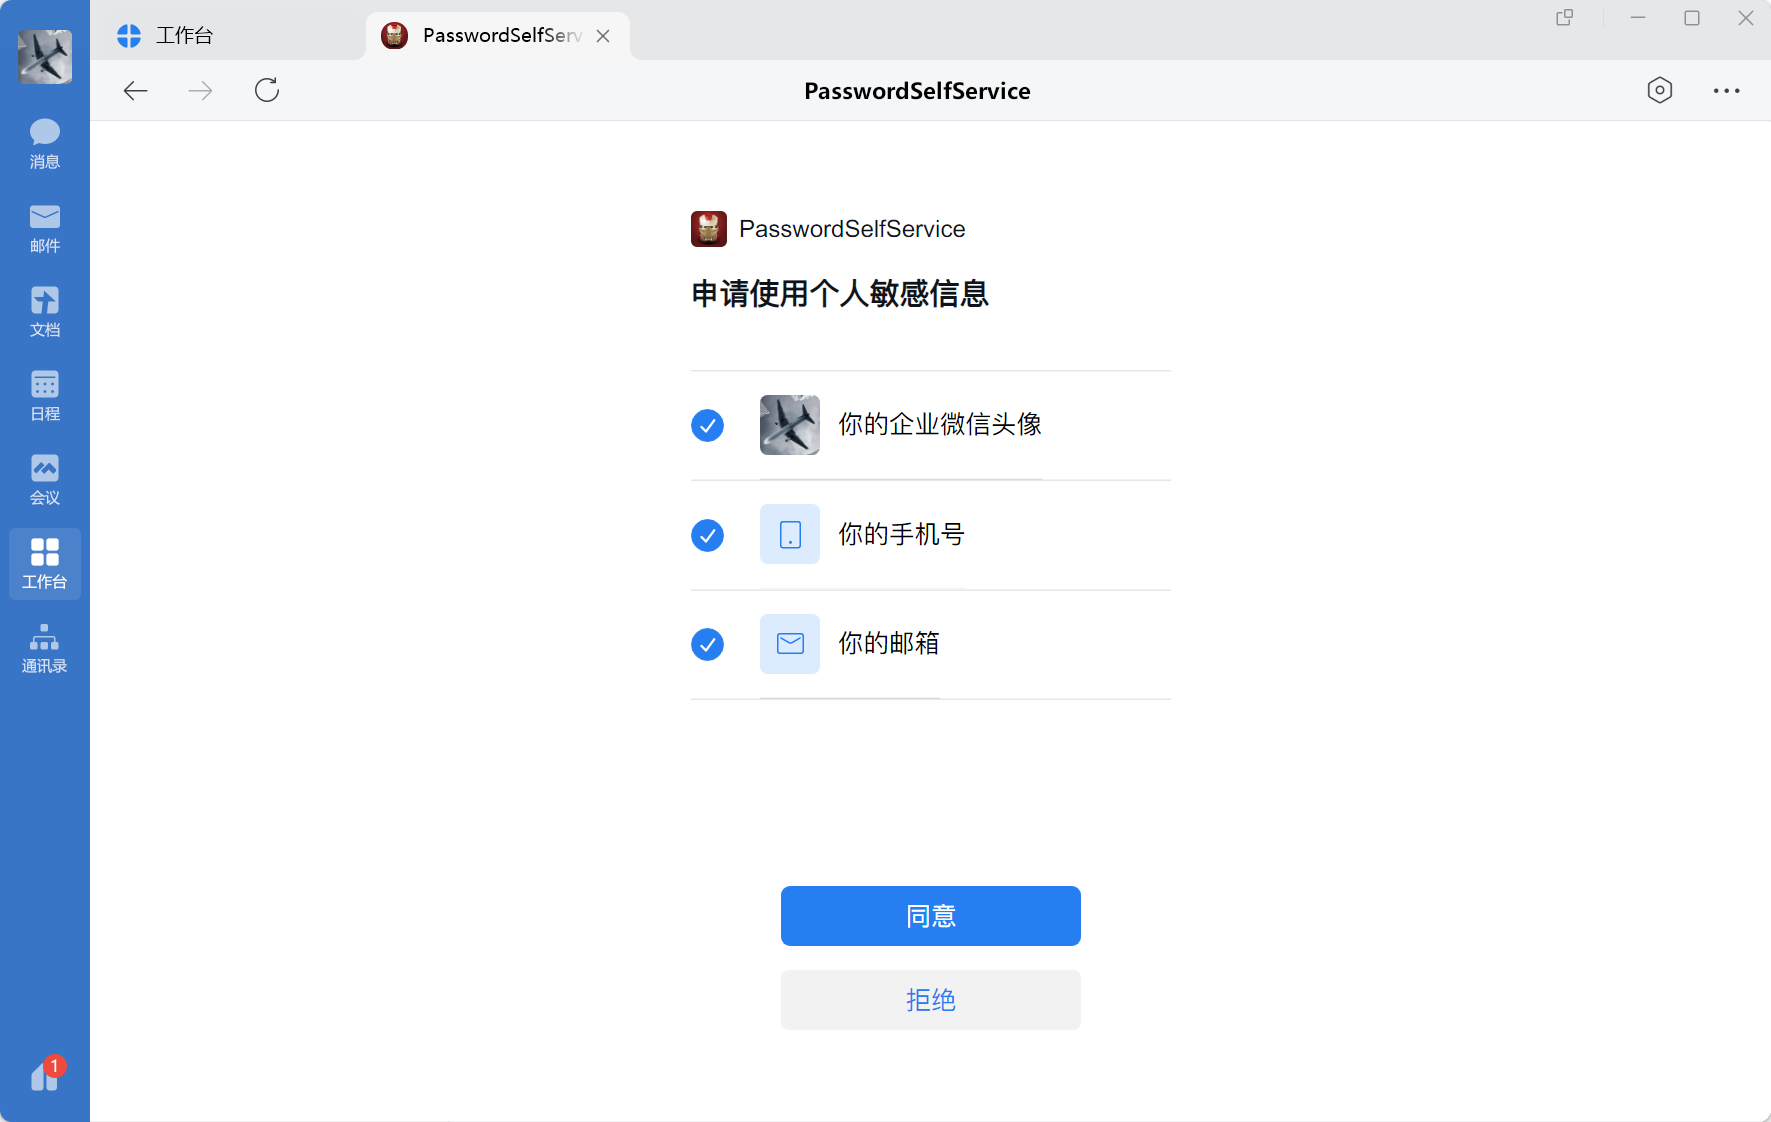 工作台
PasswordSelfServ
PasswordSelfService
消息
邮件
文档
日程
会议
工作台
通讯录
1
PasswordSelfService
申请使用个人敏感信息
你的企业微信头像
你的手机号
你的邮箱
同意
拒绝